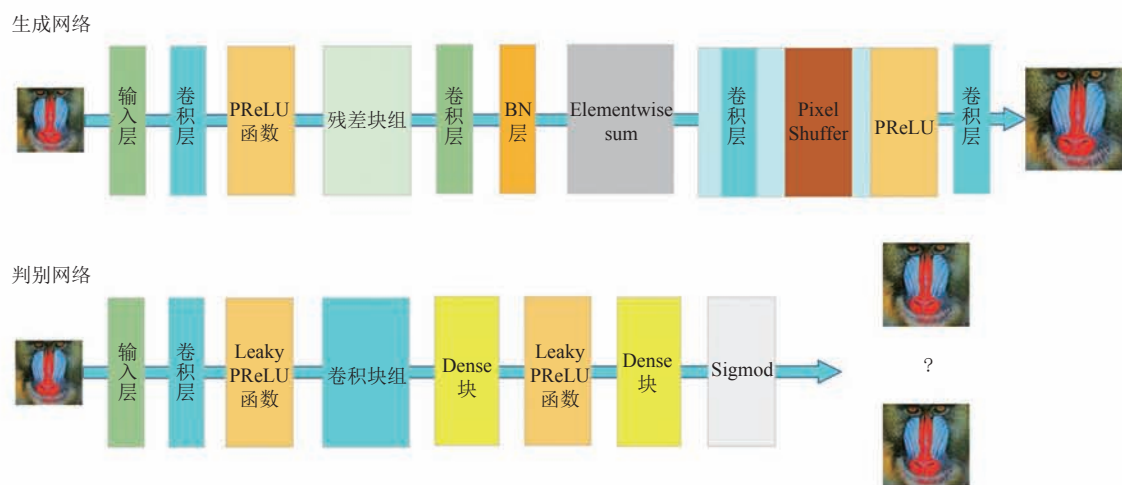 生成网络
输入层
卷积层
PReLU
函数
残差块组
卷积层
BN
层
Elementwise
sum
卷积层
Pixel
Shuffer
PReLU
卷积层
判别网络
输入层
卷积层
Leaky
PReLU
函数
卷积块组
Dense
块
Leaky
PReLU
函数
Dense
块
Sigmod
?